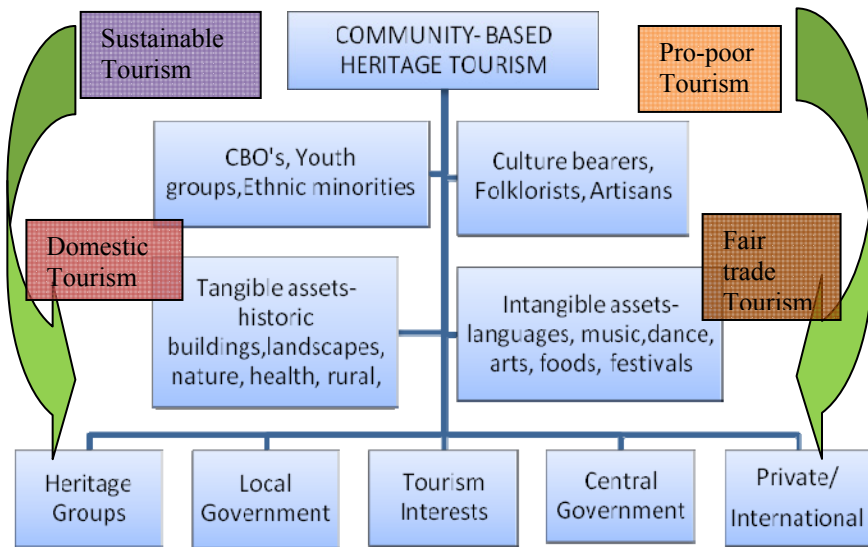 Sustainable
Tourism
COMMUNITY- BASED
HERITAGE TOURISM
Pro-poor
Tourism
CBO's, Youth
groups,Ethnic minorities
Culture bearers,
Folklorists, Artisans
Domestic
Tourism
Fair
trade
Tourism
Tangible assets-
historic
buildings,landscapes,
nature, health, rural,
Intangible assets-
languages, music,dance,
arts, foods, festivals
Heritage
Groups
Local
Government
Tourism
Interests
Central
Government
Private/
International